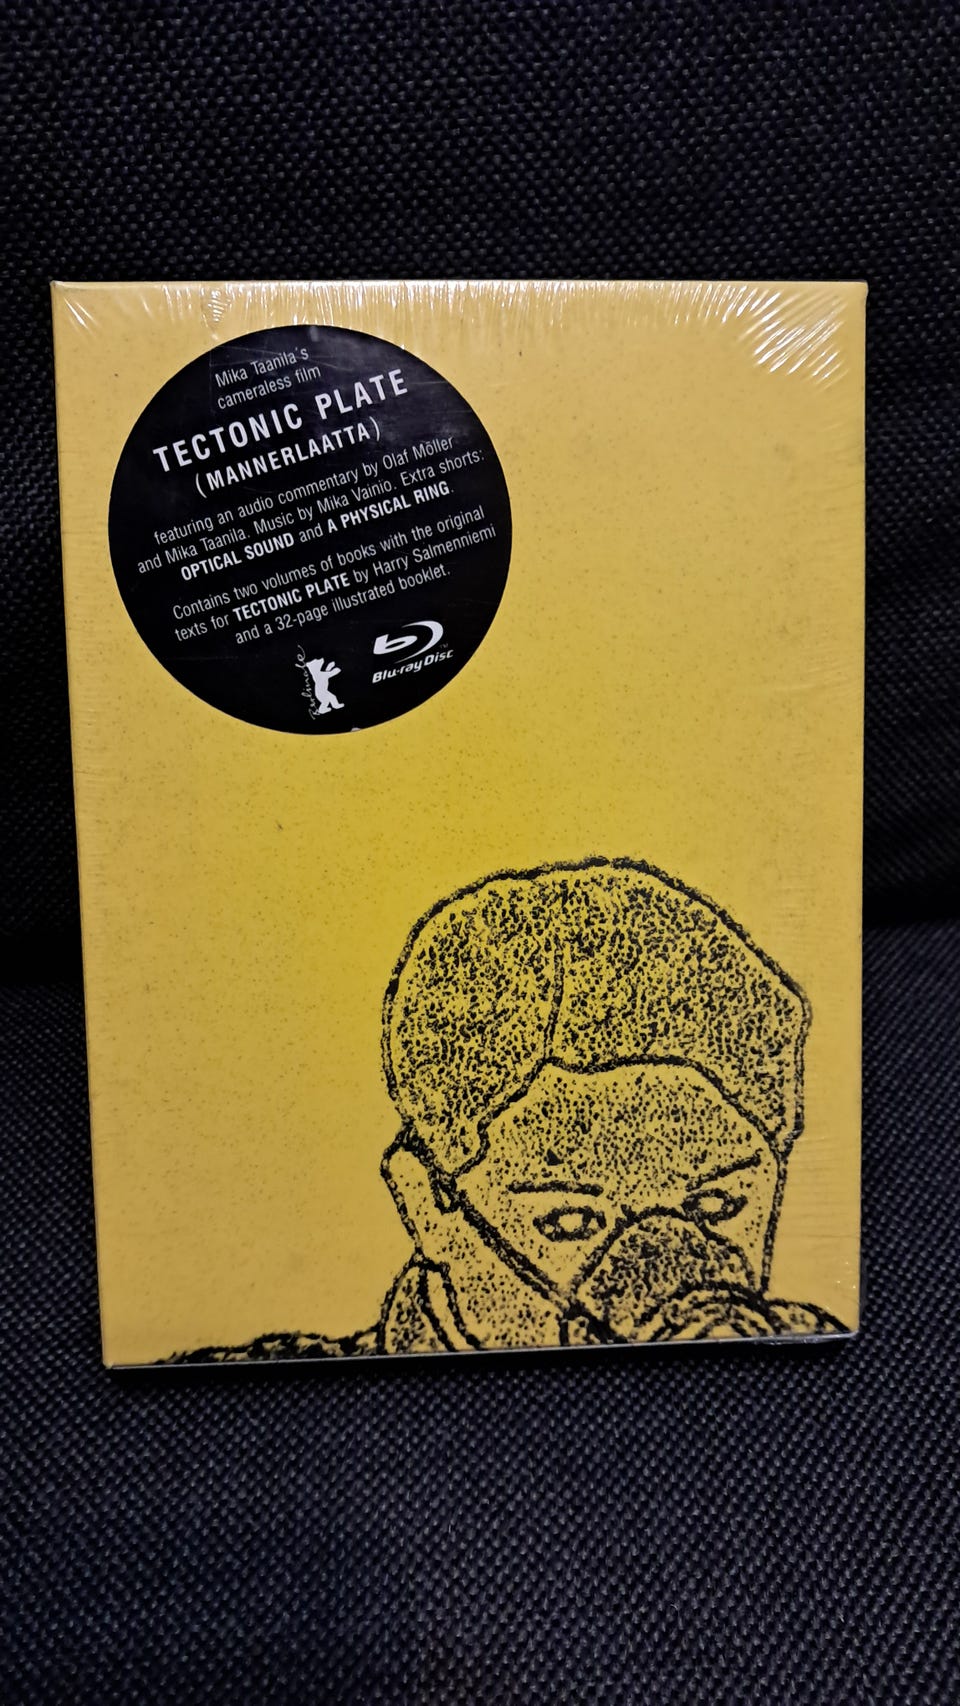 Mika Taanila´s
cameraless film
TECTONIC PLATE
(MANNERLAATTA)
featuring an audio commentary by Olaf Möller
and Mika Taanila. Music by Mika Vainio. Extra shorts:
OPTICAL SOUND and A PHYSICAL RING.
Contains two volumes of books with the original
texts for TECTONIC PLATE by Harry Salmenniemi
and a 32-page illustrated booklet.
Berlinale
Blu-ray Disc™